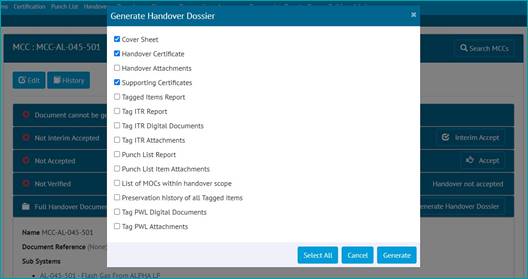 Certification Punch List Handover
Generate Handover Dossier ×
MCC : MCC-AL-045-501
Search MCCs
Edit
History
Cover Sheet
Handover Certificate
Handover Attachments
Supporting Certificates
Tagged Items Report
Tag ITR Report
Tag ITR Digital Documents
Tag ITR Attachments
Punch List Report
Punch List Item Attachments
List of MOCs within handover scope
Preservation history of all Tagged Items
Tag PWL Digital Documents
Tag PWL Attachments
Document cannot be ge
Not Interim Accepted
Interim Accept
Not Accepted
Accept
Not Verified
Handover not accepted
Full Handover Documen
enerate Handover Dossier
Name MCC-AL-045-501
Document Reference (None)
Sub Systems
AL-045-501 - Flash Gas From ALPHA LF
Select All
Cancel
Generate